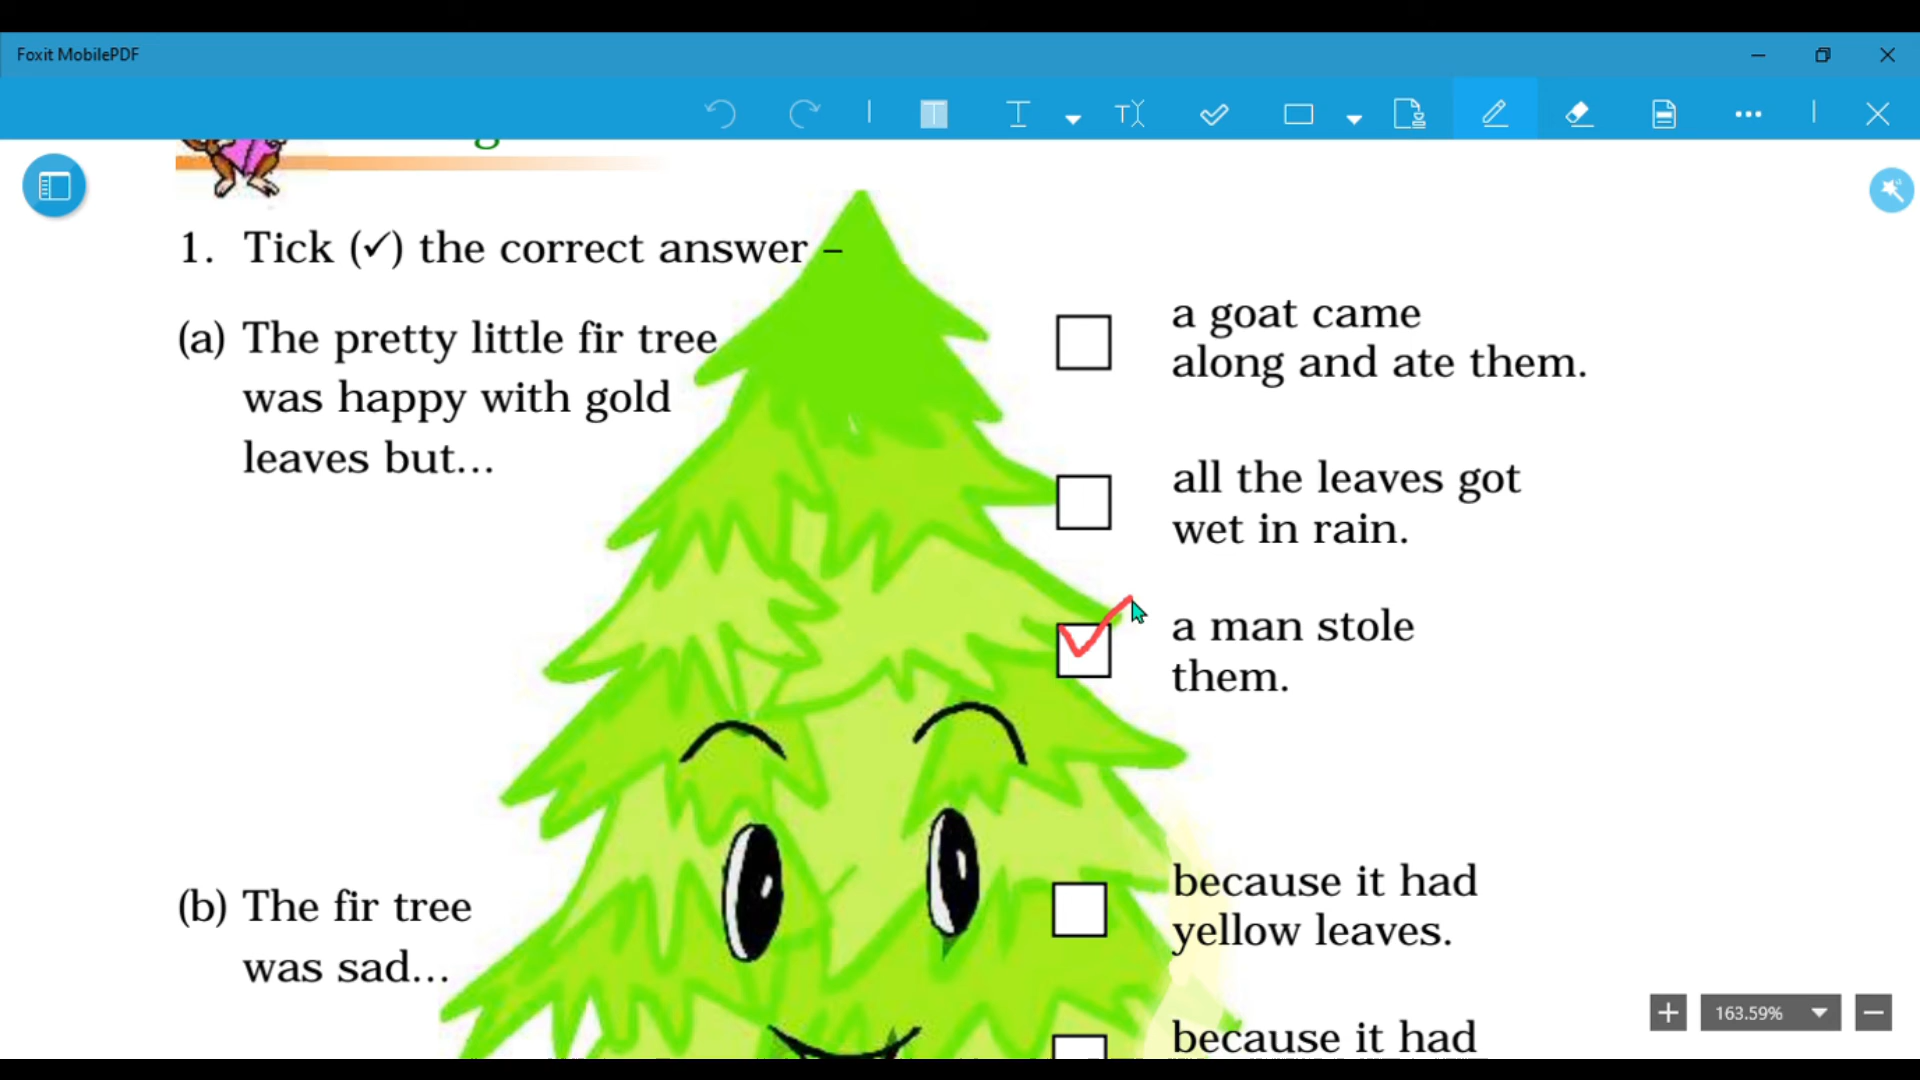 Foxit MobilePDF
1. Tick (✓) the correct answer –
(a) The pretty little fir tree
was happy with gold
leaves but...
a goat came
along and ate them.
all the leaves got
wet in rain.
a man stole
them.
(b) The fir tree
was sad...
because it had
yellow leaves.
because it had
163.59%